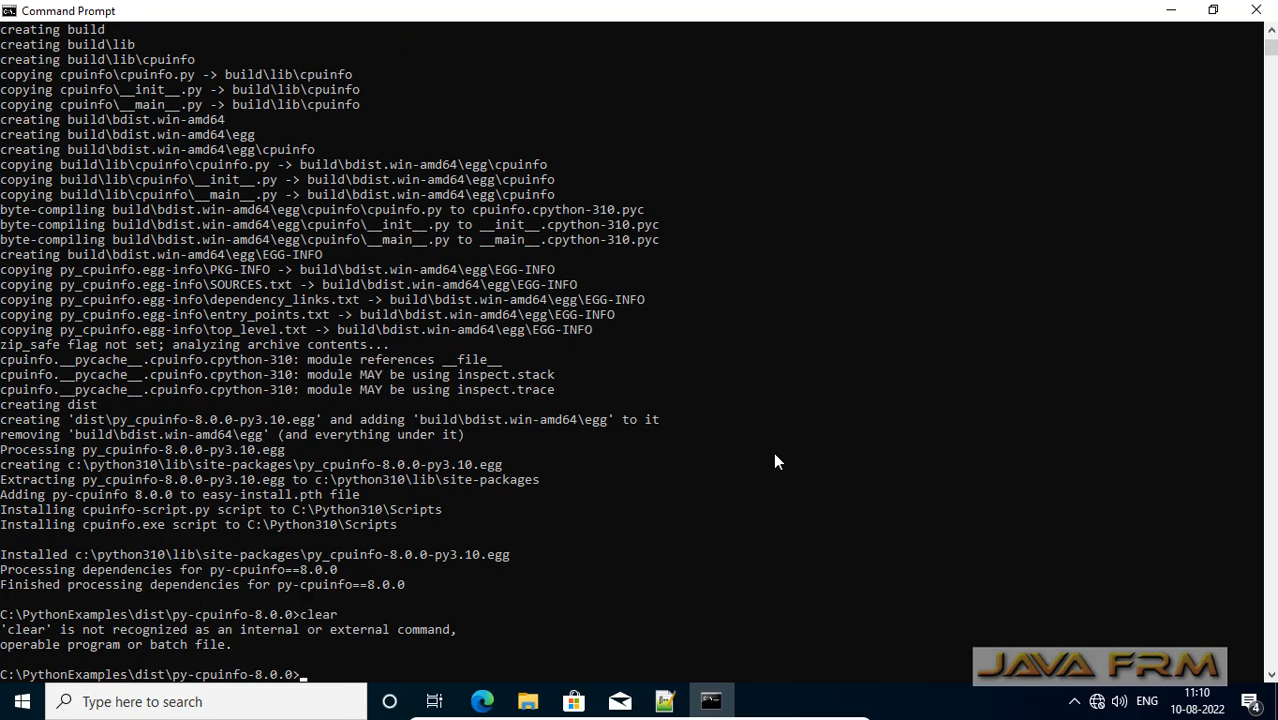 Command Prompt
creating build
creating build\lib
creating build\lib\cpuinfo
copying cpuinfo\cpuinfo.py -> build\lib\cpuinfo
copying cpuinfo\__init__.py -> build\lib\cpuinfo
copying cpuinfo\__main__.py -> build\lib\cpuinfo
creating build\bdist.win-amd64
creating build\bdist.win-amd64\egg
creating build\bdist.win-amd64\egg\cpuinfo
copying build\lib\cpuinfo\cpuinfo.py -> build\bdist.win-amd64\egg\cpuinfo
copying build\lib\cpuinfo\__init__.py -> build\bdist.win-amd64\egg\cpuinfo
copying build\lib\cpuinfo\__main__.py -> build\bdist.win-amd64\egg\cpuinfo
byte-compiling build\bdist.win-amd64\egg\cpuinfo\cpuinfo.py to cpuinfo.cpython-310.pyc
byte-compiling build\bdist.win-amd64\egg\cpuinfo\__init__.py to __init__.cpython-310.pyc
byte-compiling build\bdist.win-amd64\egg\cpuinfo\__main__.py to __main__.cpython-310.pyc
creating build\bdist.win-amd64\egg\EGG-INFO
copying py_cpuinfo.egg-info\PKG-INFO -> build\bdist.win-amd64\egg\EGG-INFO
copying py_cpuinfo.egg-info\SOURCES.txt -> build\bdist.win-amd64\egg\EGG-INFO
copying py_cpuinfo.egg-info\dependency_links.txt -> build\bdist.win-amd64\egg\EGG-INFO
copying py_cpuinfo.egg-info\entry_points.txt -> build\bdist.win-amd64\egg\EGG-INFO
copying py_cpuinfo.egg-info\top_level.txt -> build\bdist.win-amd64\egg\EGG-INFO
zip_safe flag not set; analyzing archive contents...
cpuinfo.__pycache__.cpuinfo.cpython-310: module references __file__
cpuinfo.__pycache__.cpuinfo.cpython-310: module MAY be using inspect.stack
cpuinfo.__pycache__.cpuinfo.cpython-310: module MAY be using inspect.trace
creating dist
creating 'dist\py_cpuinfo-8.0.0-py3.10.egg' and adding 'build\bdist.win-amd64\egg' to it
removing 'build\bdist.win-amd64\egg' (and everything under it)
Processing py_cpuinfo-8.0.0-py3.10.egg
creating c:\python310\lib\site-packages\py_cpuinfo-8.0.0-py3.10.egg
Extracting py_cpuinfo-8.0.0-py3.10.egg to c:\python310\lib\site-packages
Adding py-cpuinfo 8.0.0 to easy-install.pth file
Installing cpuinfo-script.py script to C:\Python310\Scripts
Installing cpuinfo.exe script to C:\Python310\Scripts
Installed c:\python310\lib\site-packages\py_cpuinfo-8.0.0-py3.10.egg
Processing dependencies for py-cpuinfo==8.0.0
Finished processing dependencies for py-cpuinfo==8.0.0
C:\PythonExamples\dist\py-cpuinfo-8.0.0>clear
'clear' is not recognized as an internal or external command,
operable program or batch file.
C:\PythonExamples\dist\py-cpuinfo-8.0.0>
JAVA FRM
Type here to search
ENG
11:10
10-08-2022
4